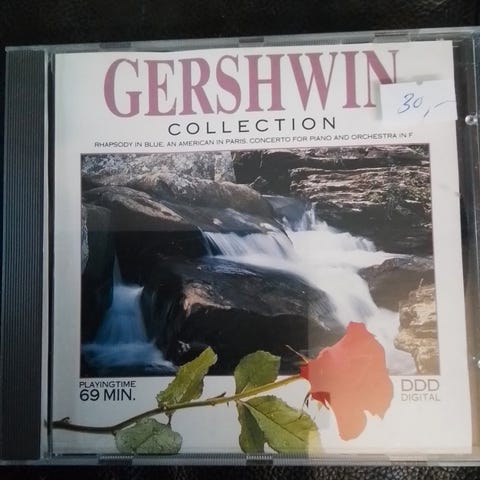 GERSHWIN
30,-
COLLECTION
RHAPSODY IN BLUE, AN AMERICAN IN PARIS, CONCERTO FOR PIANO AND ORCHESTRA IN F
PLAYINGTIME
69 MIN.
DDD
DIGITAL